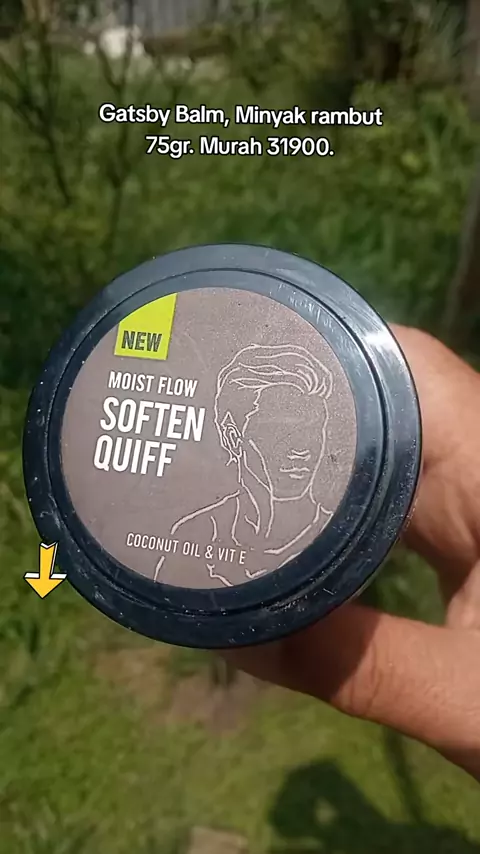 Gatsby Balm, Minyak rambut
75gr. Murah 31900.
NEW
MOIST FLOW
SOFTEN
QUIFF
COCONUT OIL & VIT E